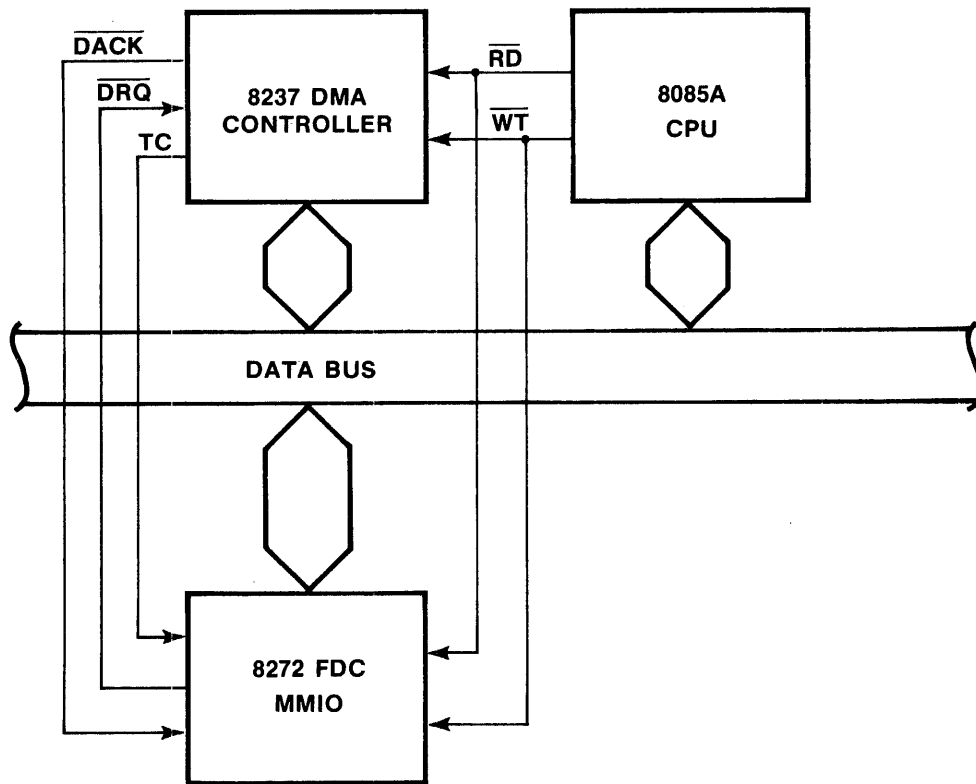 DACK
DRQ
TC
8237 DMA
CONTROLLER
RD
WT
8085A
CPU
DATA BUS
8272 FDC
MMIO